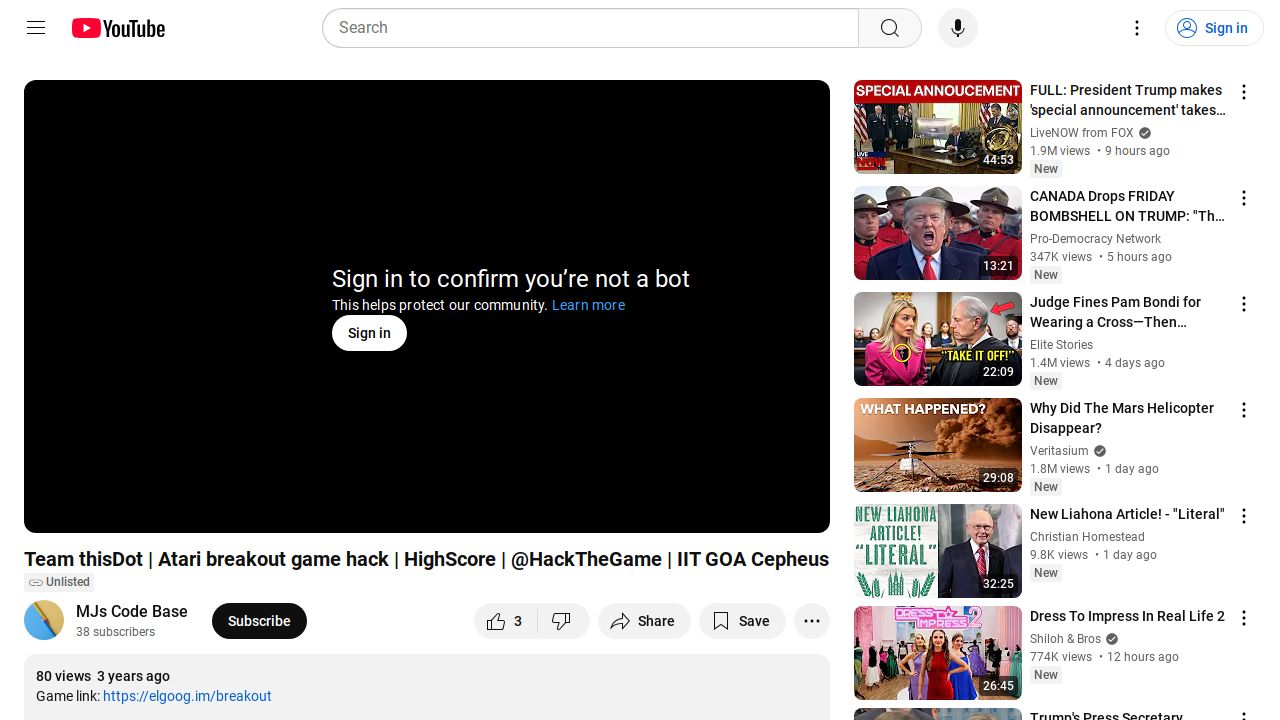 YouTube
Search
Sign in
Sign in to confirm you’re not a bot
This helps protect our community. Learn more
Sign in
Team thisDot | Atari breakout game hack | HighScore | @HackTheGame | IIT GOA Cepheus
Unlisted
MJs Code Base
38 subscribers
Subscribe
3
Share
Save
80 views 3 years ago
Game link: https://elgoog.im/breakout
SPECIAL ANNOUCEMENT
LIVE
NOW
44:53
FULL: President Trump makes
'special announcement' takes…
LiveNOW from FOX
1.9M views • 9 hours ago
New
13:21
CANADA Drops FRIDAY
BOMBSHELL ON TRUMP: "Th…
Pro-Democracy Network
347K views • 5 hours ago
New
"TAKE IT OFF!"
22:09
Judge Fines Pam Bondi for
Wearing a Cross—Then…
Elite Stories
1.4M views • 4 days ago
New
WHAT HAPPENED?
29:08
Why Did The Mars Helicopter
Disappear?
Veritasium
1.8M views • 1 day ago
New
NEW LIAHONA
ARTICLE!
"LITERAL"
32:25
New Liahona Article! - "Literal"
Christian Homestead
9.8K views • 1 day ago
New
DRESS TO
IMPRESS 2
26:45
Dress To Impress In Real Life 2
Shiloh & Bros
774K views • 12 hours ago
New
Trump's Press Secretary